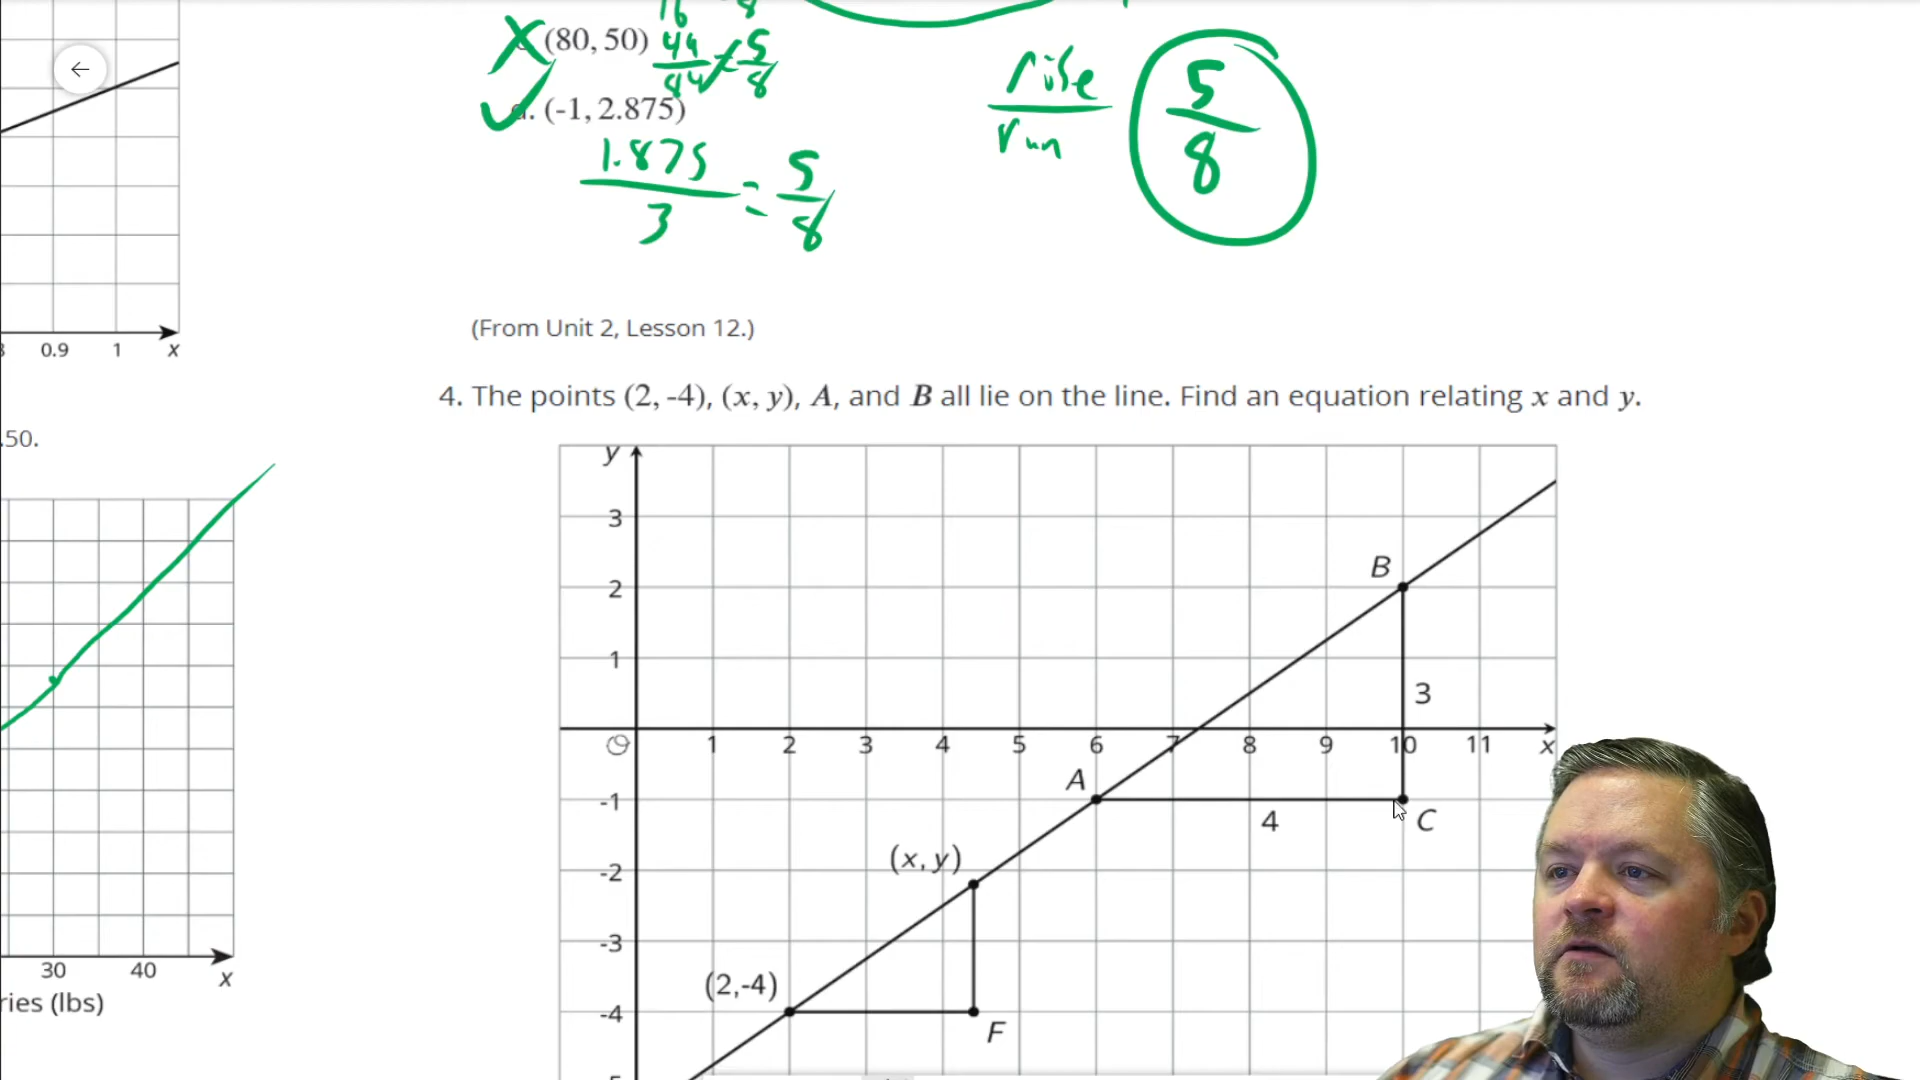 (80, 50) 44/84 ≠ 5/8
(-1, 2.875)
1.875/3 = 5/8
rise/run 5/8
(From Unit 2, Lesson 12.)
4. The points (2, -4), (x, y), A, and B all lie on the line. Find an equation relating x and y.
y
3
2
1
-1
-2
-3
-4
1 2 3 4 5 6 7 8 9 10 11 x
B
3
A
4
C
(x, y)
(2,-4)
F
0.9 1 x
.50.
30 40 x
ries (lbs)